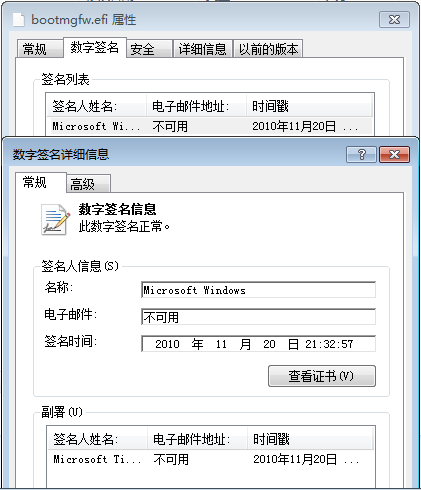 bootmgfw.efi 属性
常规 数字签名 安全 详细信息 以前的版本
签名列表
签名人姓名: 电子邮件地址: 时间戳
Microsoft Wi... 不可用 2010年11月20日 ...
数字签名详细信息
常规 高级
数字签名信息
此数字签名正常。
签名人信息(S)
名称: Microsoft Windows
电子邮件: 不可用
签名时间: 2010 年 11 月 20 日 21:32:57
查看证书(V)
副署(U)
签名人姓名: 电子邮件地址: 时间戳
Microsoft Ti... 不可用 2010年11月20日 ...